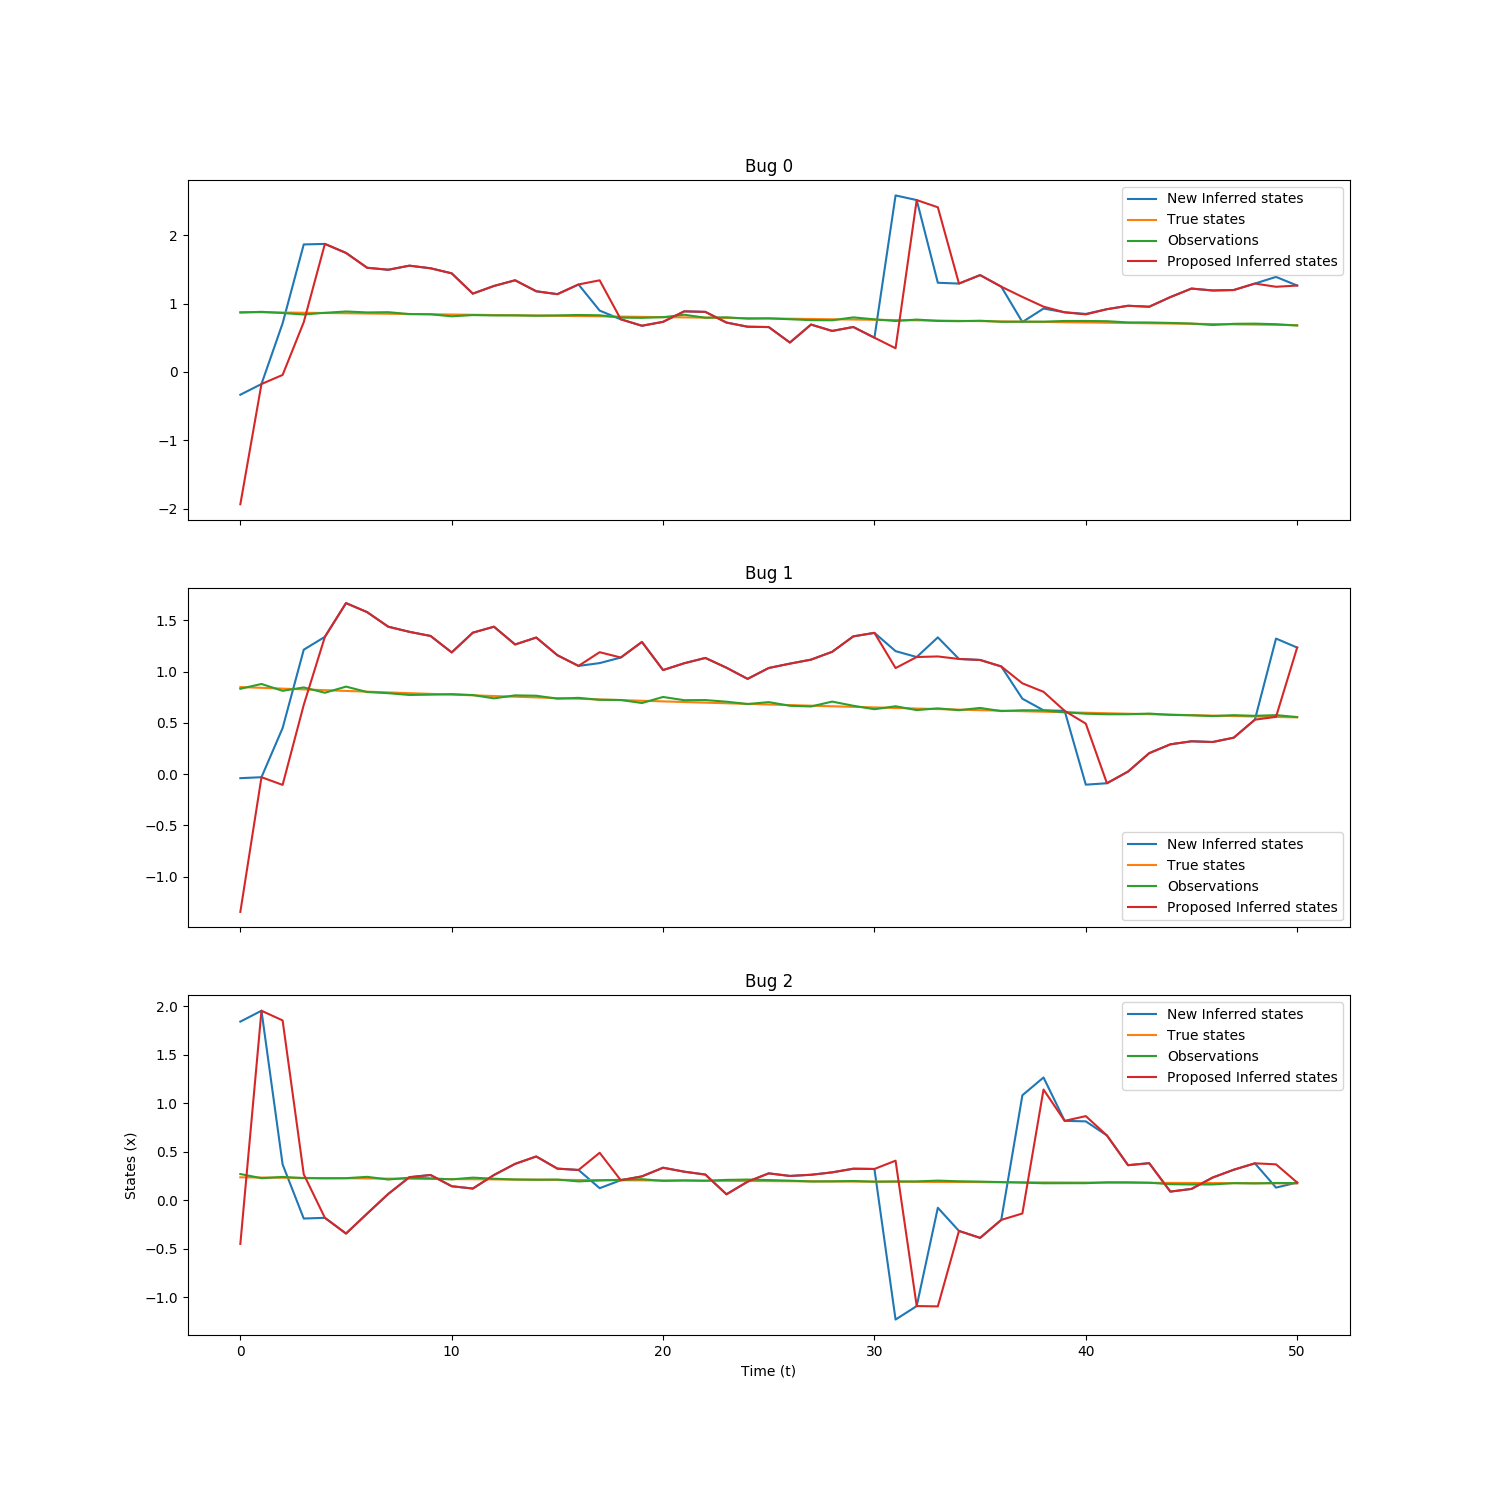 Bug 0
2
1
0
−1
−2
New Inferred states
True states
Observations
Proposed Inferred states
Bug 1
1.5
1.0
0.5
0.0
−0.5
−1.0
New Inferred states
True states
Observations
Proposed Inferred states
Bug 2
2.0
1.5
1.0
0.5
0.0
−0.5
−1.0
States (x)
New Inferred states
True states
Observations
Proposed Inferred states
0 10 20 30 40 50
Time (t)